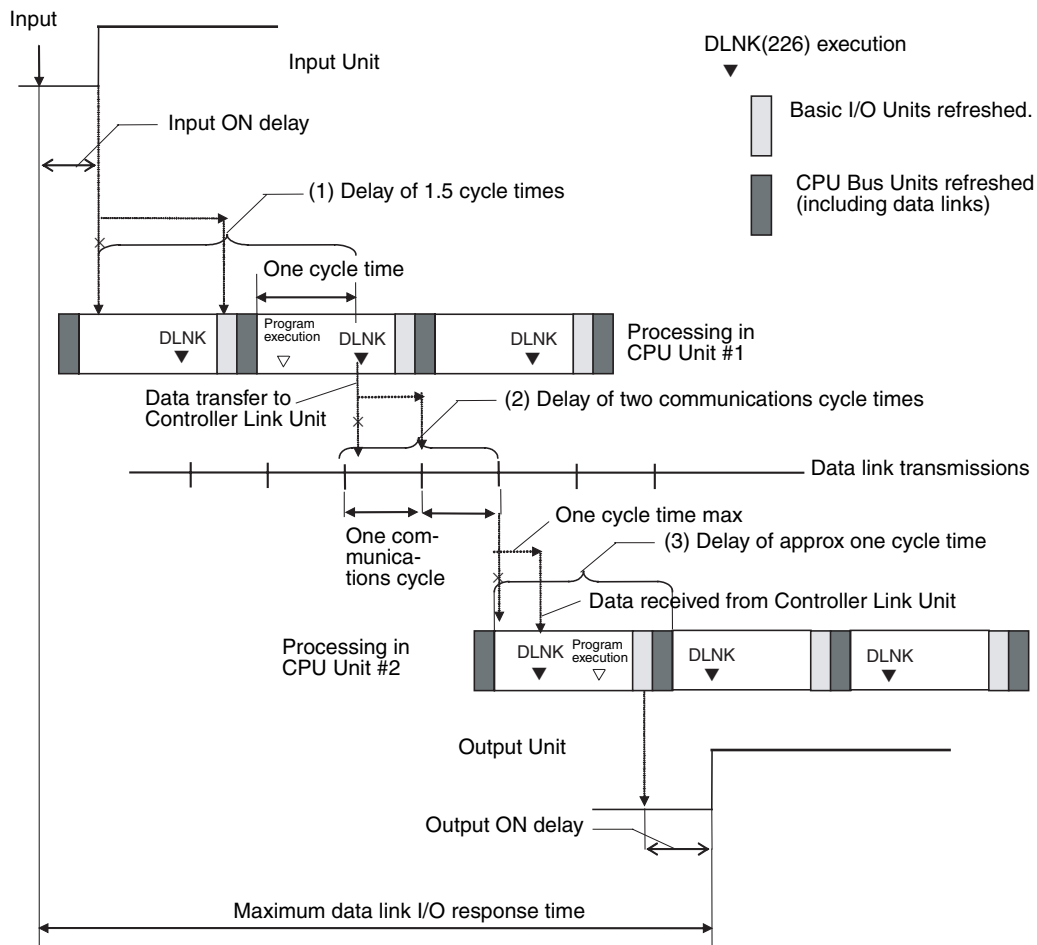 Input
DLNK(226) execution
Input Unit
Basic I/O Units refreshed.
Input ON delay
CPU Bus Units refreshed
(including data links)
(1) Delay of 1.5 cycle times
One cycle time
DLNK
Program
execution
DLNK
DLNK
Processing in
CPU Unit #1
Data transfer to
Controller Link Unit
(2) Delay of two communications cycle times
Data link transmissions
One com-
munica-
tions cycle
One cycle time max
(3) Delay of approx one cycle time
Data received from Controller Link Unit
Processing in
CPU Unit #2
DLNK
Program
execution
DLNK
DLNK
Output Unit
Output ON delay
Maximum data link I/O response time